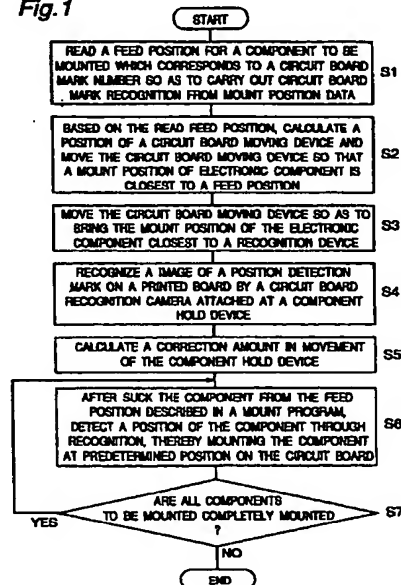 Fig.1
START
READ A FEED POSITION FOR A COMPONENT TO BE
MOUNTED WHICH CORRESPONDS TO A CIRCUIT BOARD
MARK NUMBER SO AS TO CARRY OUT CIRCUIT BOARD
MARK RECOGNITION FROM MOUNT POSITION DATA
S1
BASED ON THE READ FEED POSITION, CALCULATE A
POSITION OF A CIRCUIT BOARD MOVING DEVICE AND
MOVE THE CIRCUIT BOARD MOVING DEVICE SO THAT
A MOUNT POSITION OF ELECTRONIC COMPONENT IS
CLOSEST TO A FEED POSITION
S2
MOVE THE CIRCUIT BOARD MOVING DEVICE SO AS TO
BRING THE MOUNT POSITION OF THE ELECTRONIC
COMPONENT CLOSEST TO A RECOGNITION DEVICE
S3
RECOGNIZE A IMAGE OF A POSITION DETECTION
MARK ON A PRINTED BOARD BY A CIRCUIT BOARD
RECOGNITION CAMERA ATTACHED AT A COMPONENT
HOLD DEVICE
S4
CALCULATE A CORRECTION AMOUNT IN MOVEMENT
OF THE COMPONENT HOLD DEVICE
S5
AFTER SUCK THE COMPONENT FROM THE FEED
POSITION DESCRIBED IN A MOUNT PROGRAM,
DETECT A POSITION OF THE COMPONENT THROUGH
RECOGNITION, THEREBY MOUNTING THE COMPONENT
AT PREDETERMINED POSITION ON THE CIRCUIT BOARD
S6
ARE ALL COMPONENTS
TO BE MOUNTED COMPLETELY MOUNTED
?
S7
YES
NO
END